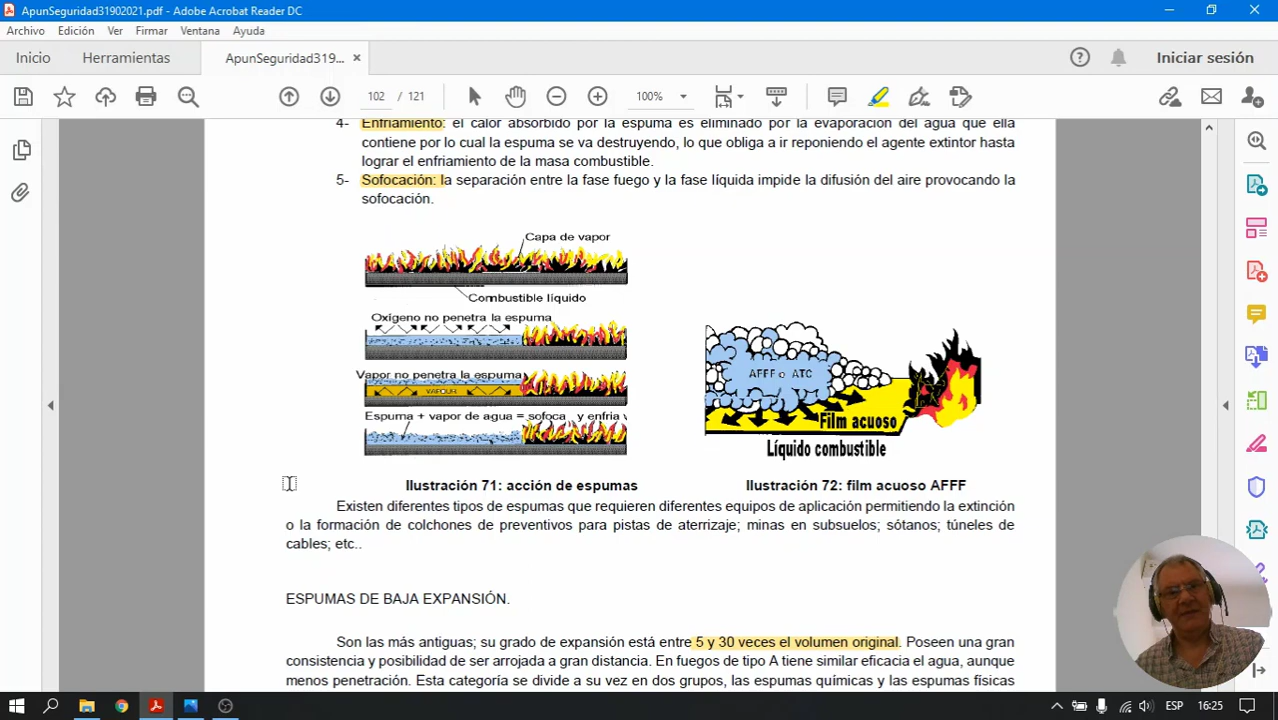 ApunSeguridad31902021.pdf - Adobe Acrobat Reader DC
Archivo Edición Ver Firmar Ventana Ayuda
Inicio Herramientas ApunSeguridad319... × Iniciar sesión
102 / 121 100%
4- Enfriamiento: el calor absorbido por la espuma es eliminado por la evaporación del agua que ella
contiene por lo cual la espuma se va destruyendo, lo que obliga a ir reponiendo el agente extintor hasta
lograr el enfriamiento de la masa combustible.
5- Sofocación: la separación entre la fase fuego y la fase líquida impide la difusión del aire provocando la
sofocación.
Capa de vapor
Combustible líquido
Oxigeno no penetra la espuma
Vapor no penetra la espuma
VAPOUR
Espuma + vapor de agua = sofoca y enfria v
AFFF o ATC
Film acuoso
Líquido combustible
Ilustración 71: acción de espumas
Ilustración 72: film acuoso AFFF
Existen diferentes tipos de espumas que requieren diferentes equipos de aplicación permitiendo la extinción
o la formación de colchones de preventivos para pistas de aterrizaje; minas en subsuelos; sótanos; túneles de
cables; etc..
ESPUMAS DE BAJA EXPANSIÓN.
Son las más antiguas; su grado de expansión está entre 5 y 30 veces el volumen original. Poseen una gran
consistencia y posibilidad de ser arrojada a gran distancia. En fuegos de tipo A tiene similar eficacia el agua, aunque
menos penetración. Esta categoría se divide a su vez en dos grupos, las espumas químicas y las espumas físicas
ESP 16:25